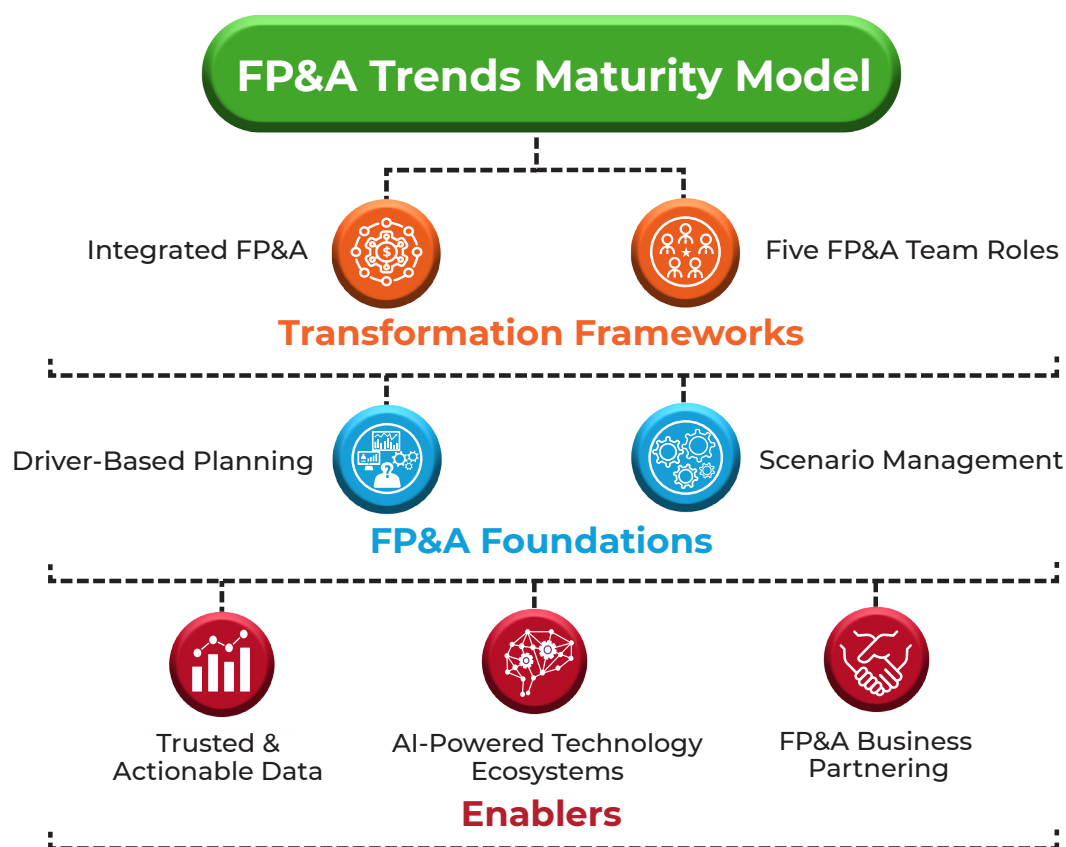 FP&A Trends Maturity Model
Integrated FP&A
Five FP&A Team Roles
Transformation Frameworks
Driver-Based Planning
Scenario Management
FP&A Foundations
Trusted &
Actionable Data
AI-Powered Technology
Ecosystems
FP&A Business
Partnering
Enablers